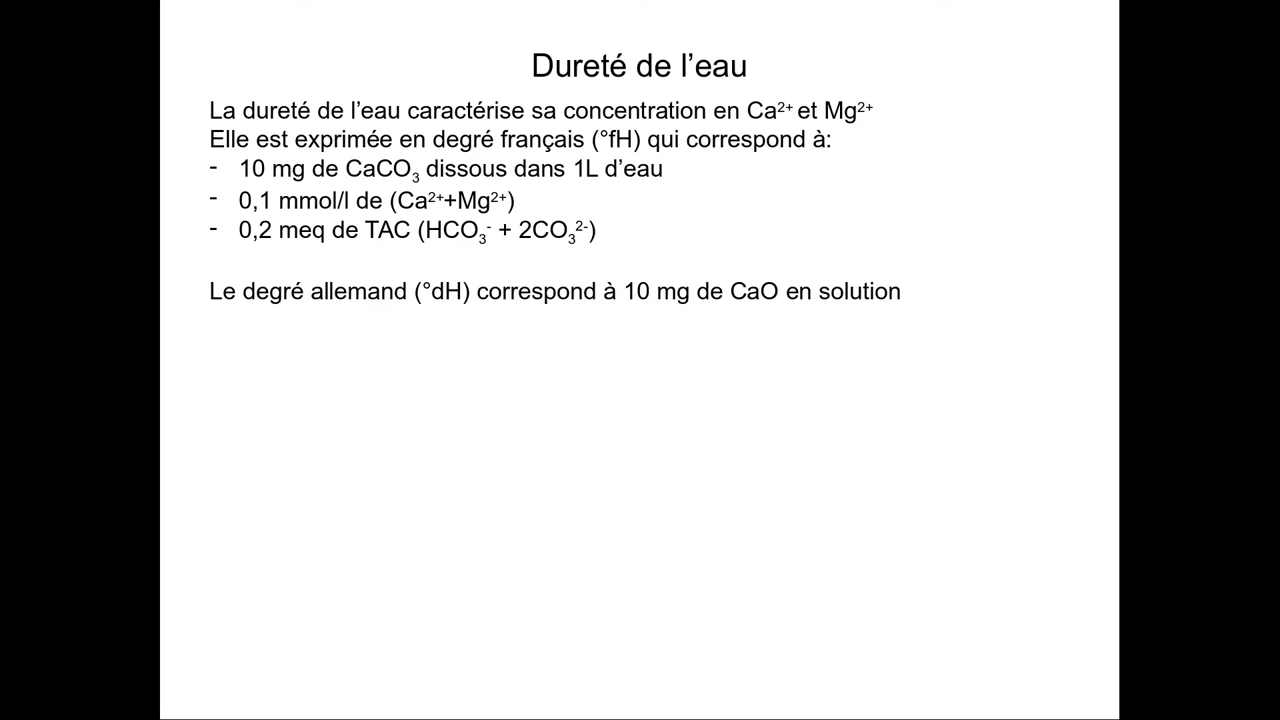 Dureté de l’eau
La dureté de l’eau caractérise sa concentration en Ca²⁺ et Mg²⁺
Elle est exprimée en degré français (°fH) qui correspond à:
- 10 mg de CaCO₃ dissous dans 1L d’eau
- 0,1 mmol/l de (Ca²⁺+Mg²⁺)
- 0,2 meq de TAC (HCO₃⁻ + 2CO₃²⁻)
Le degré allemand (°dH) correspond à 10 mg de CaO en solution